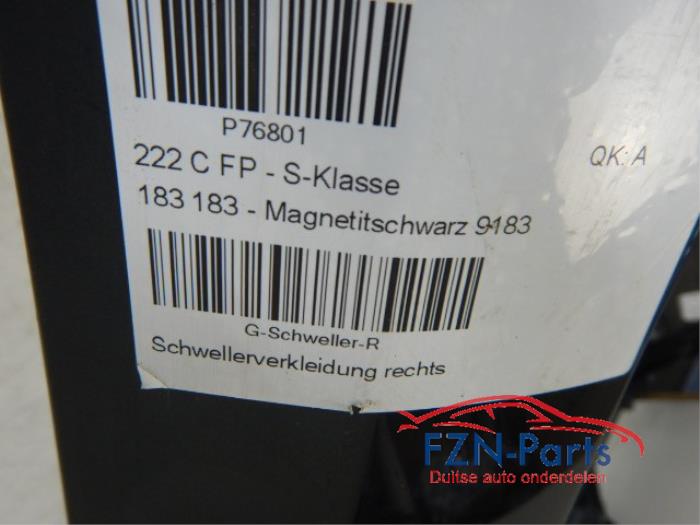 P76801
222 C FP - S-Klasse
QK: A
183 183 - Magnetitschwarz 9183
G-Schweller-R
Schwellerverkleidung rechts
FZN-Parts
Duitse auto onderdelen